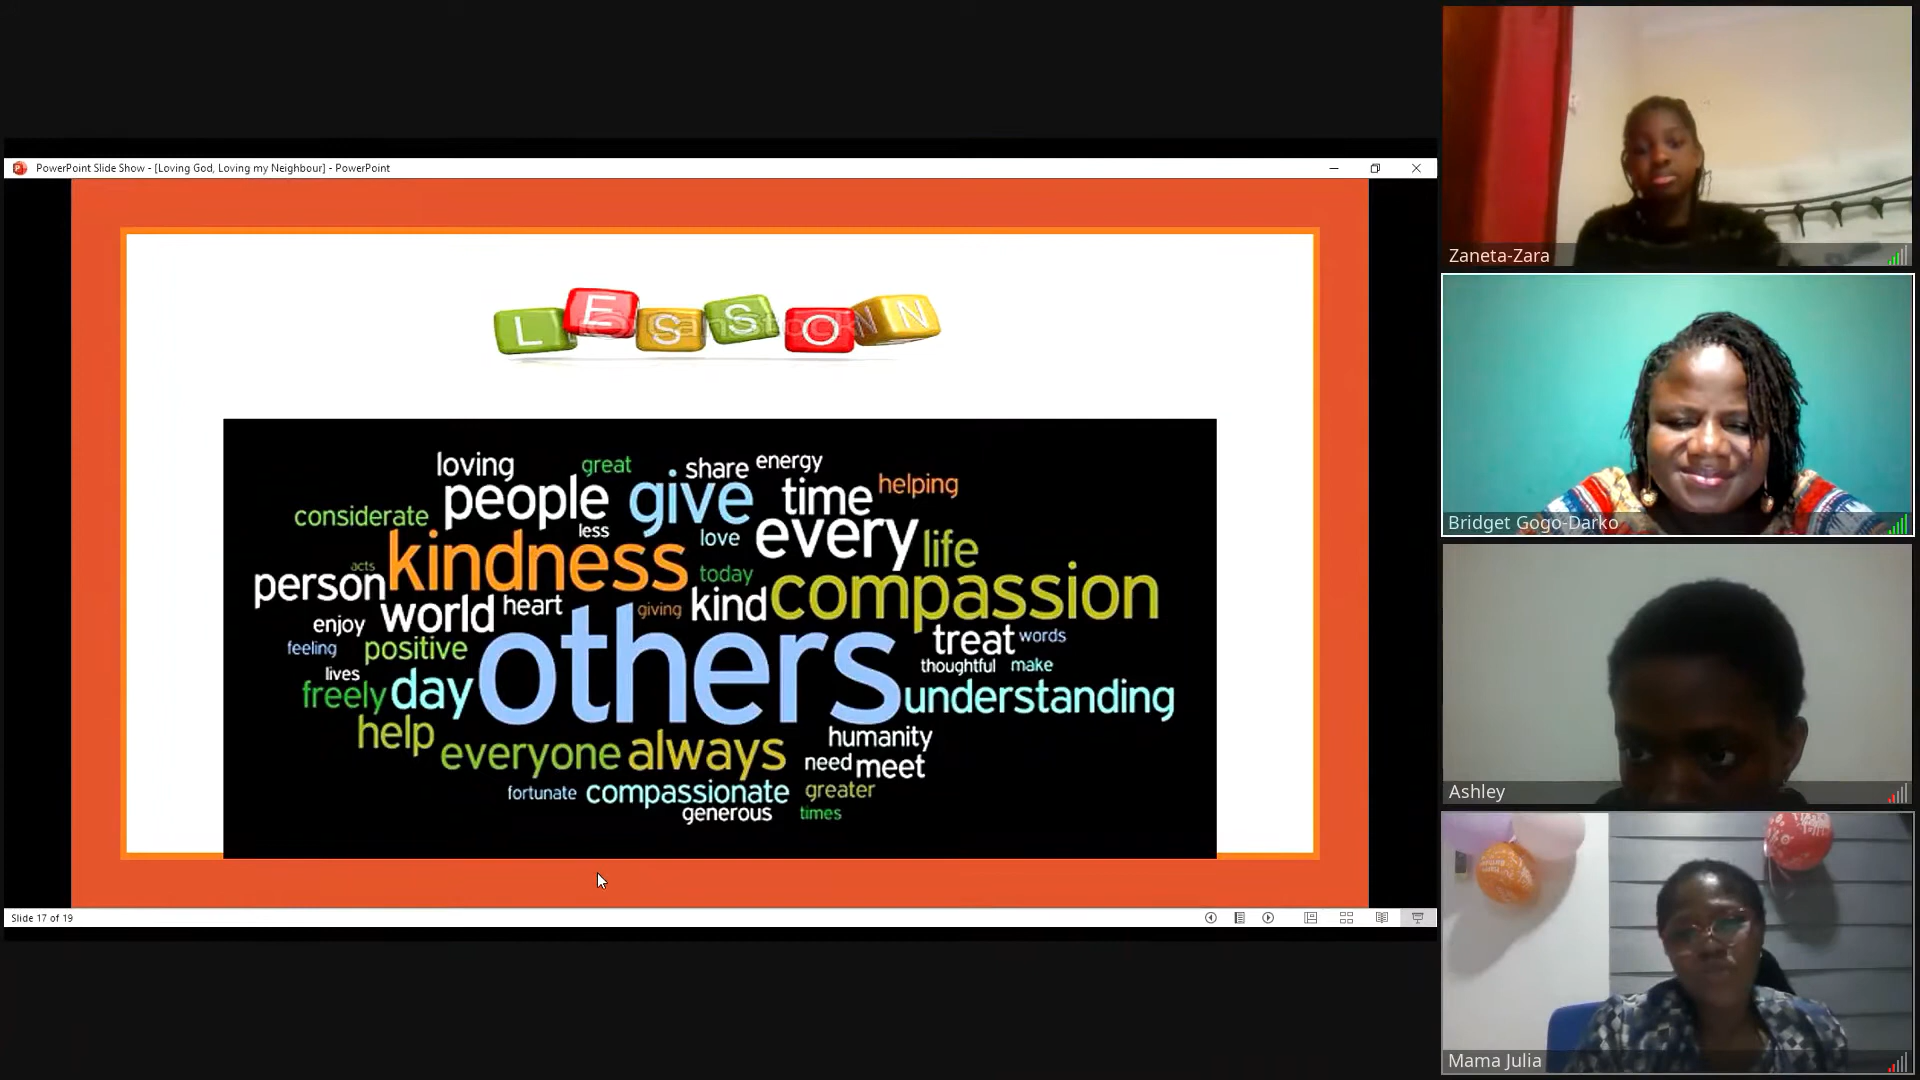 PowerPoint Slide Show - [Loving God, Loving my Neighbour] - PowerPoint
LESSON
loving great share energy
people give time helping
considerate less love every life
kindness
acts today compassion
person world heart giving kind
enjoy others treat words
feeling positive thoughtful make
lives
freely day understanding
help everyone always humanity
need meet
fortunate compassionate greater
generous times
Slide 17 of 19
Zaneta-Zara
Bridget Gogo-Darko
Ashley
Mama Julia